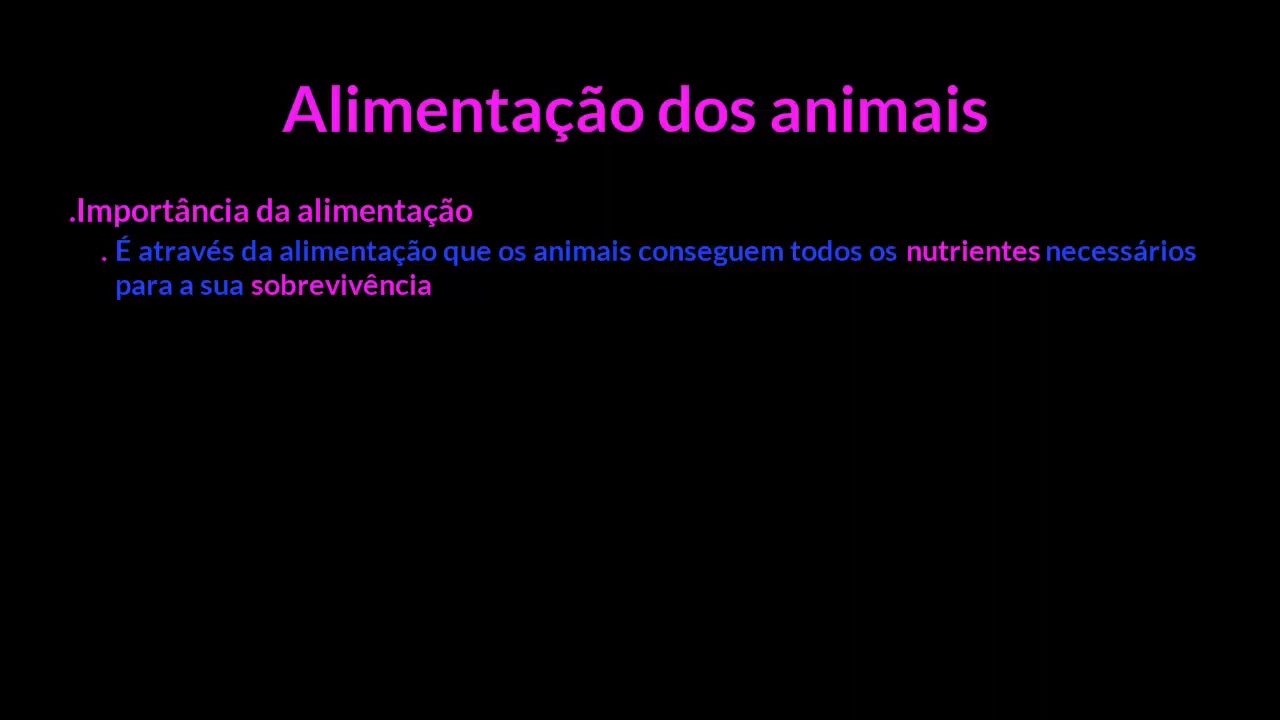 Alimentação dos animais
.Importância da alimentação
. É através da alimentação que os animais conseguem todos os nutrientes necessários
para a sua sobrevivência